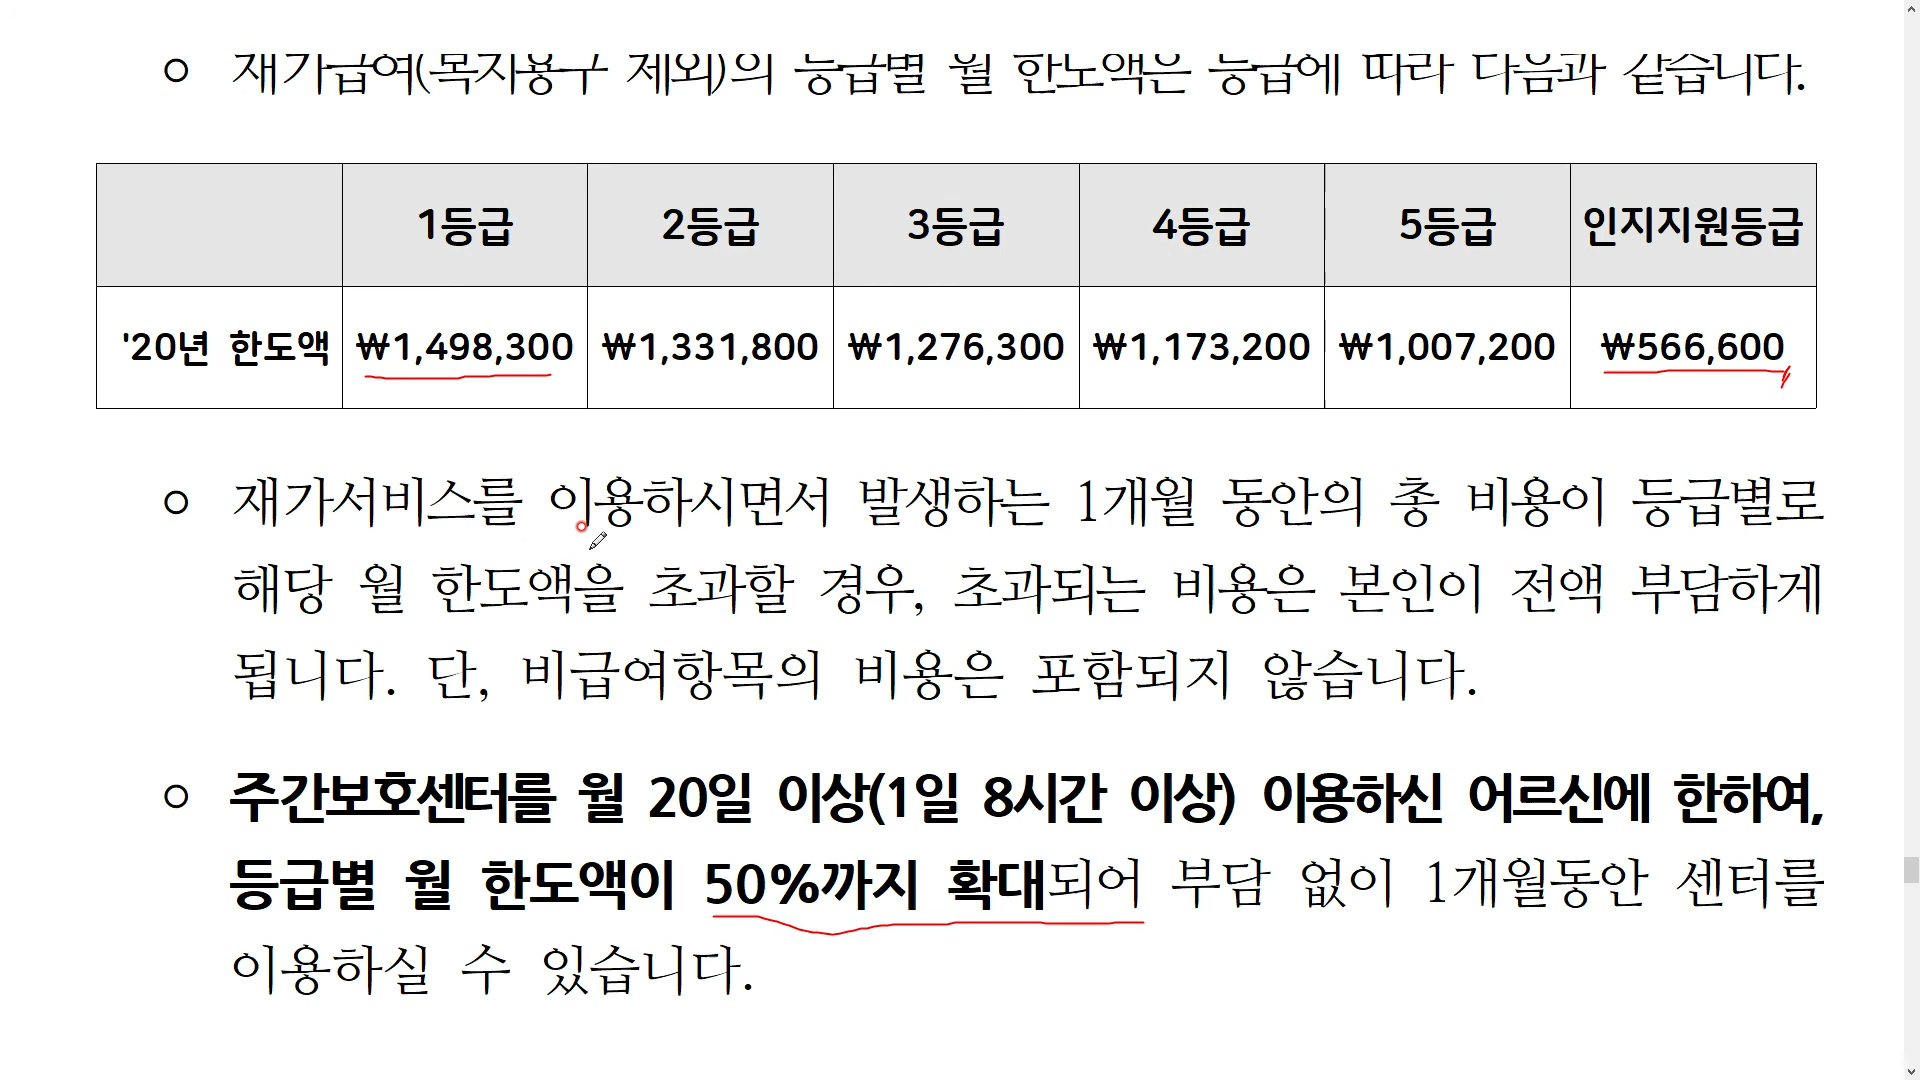 ○ 재가급여(복지용구 제외)의 등급별 월 한도액은 등급에 따라 다음과 같습니다.
1등급 2등급 3등급 4등급 5등급 인지지원등급
'20년 한도액 ₩1,498,300 ₩1,331,800 ₩1,276,300 ₩1,173,200 ₩1,007,200 ₩566,600
○ 재가서비스를 이용하시면서 발생하는 1개월 동안의 총 비용이 등급별로
해당 월 한도액을 초과할 경우, 초과되는 비용은 본인이 전액 부담하게
됩니다. 단, 비급여항목의 비용은 포함되지 않습니다.
○ 주간보호센터를 월 20일 이상(1일 8시간 이상) 이용하신 어르신에 한하여,
등급별 월 한도액이 50%까지 확대되어 부담 없이 1개월동안 센터를
이용하실 수 있습니다.